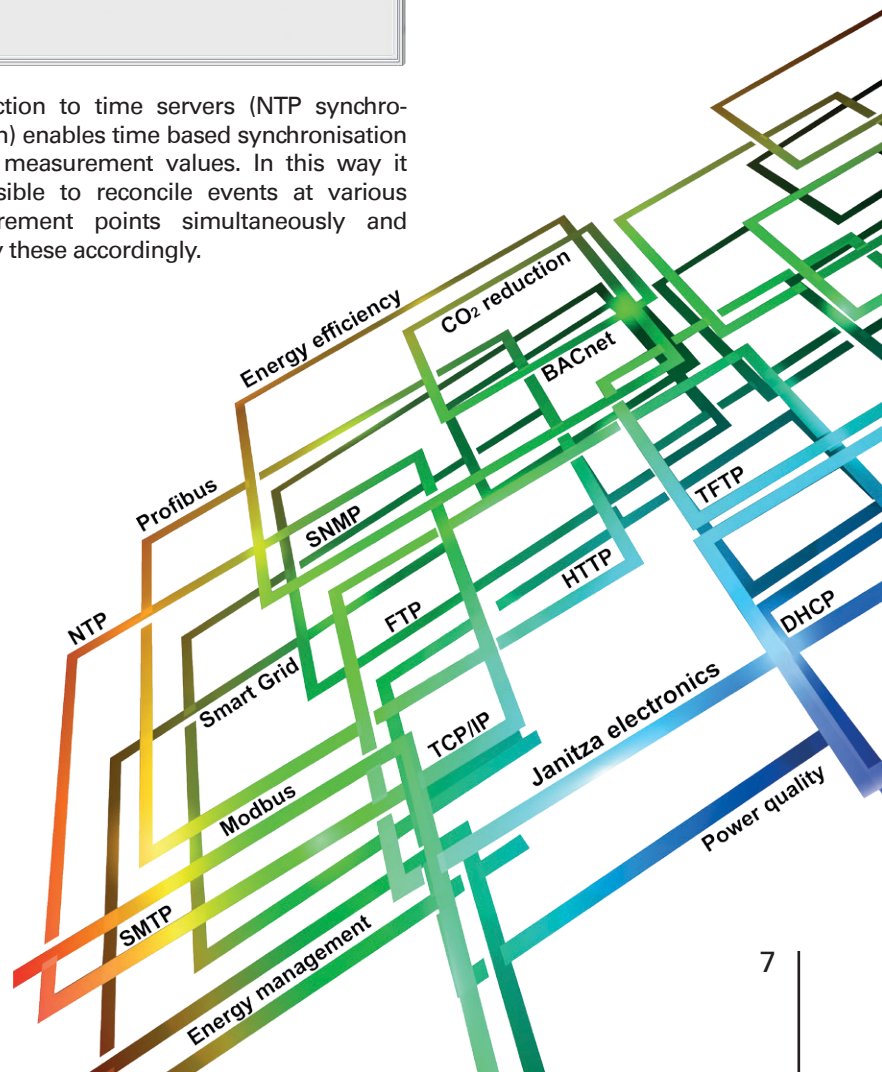 ction to time servers (NTP synchro-
n) enables time based synchronisation
measurement values. In this way it
sible to reconcile events at various
rement points simultaneously and
y these accordingly.
Energy efficiency
CO₂ reduction
BACnet
Profibus
SNMP
TFTP
NTP
FTP
HTTP
DHCP
Smart Grid
TCP/IP
Janitza electronics
Modbus
Power quality
SMTP
Energy management
7